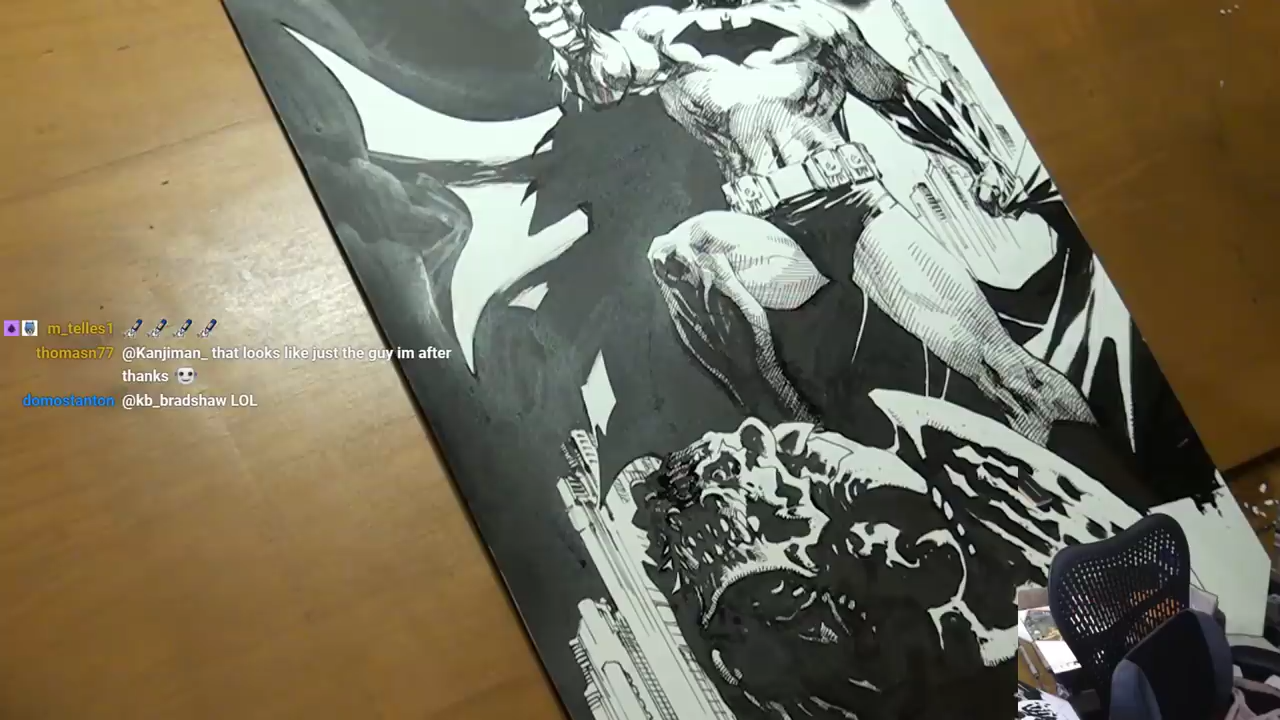 m_telles1
thomasn77 @Kanjiman_ that looks like just the guy im after
thanks
domostanton @kb_bradshaw LOL